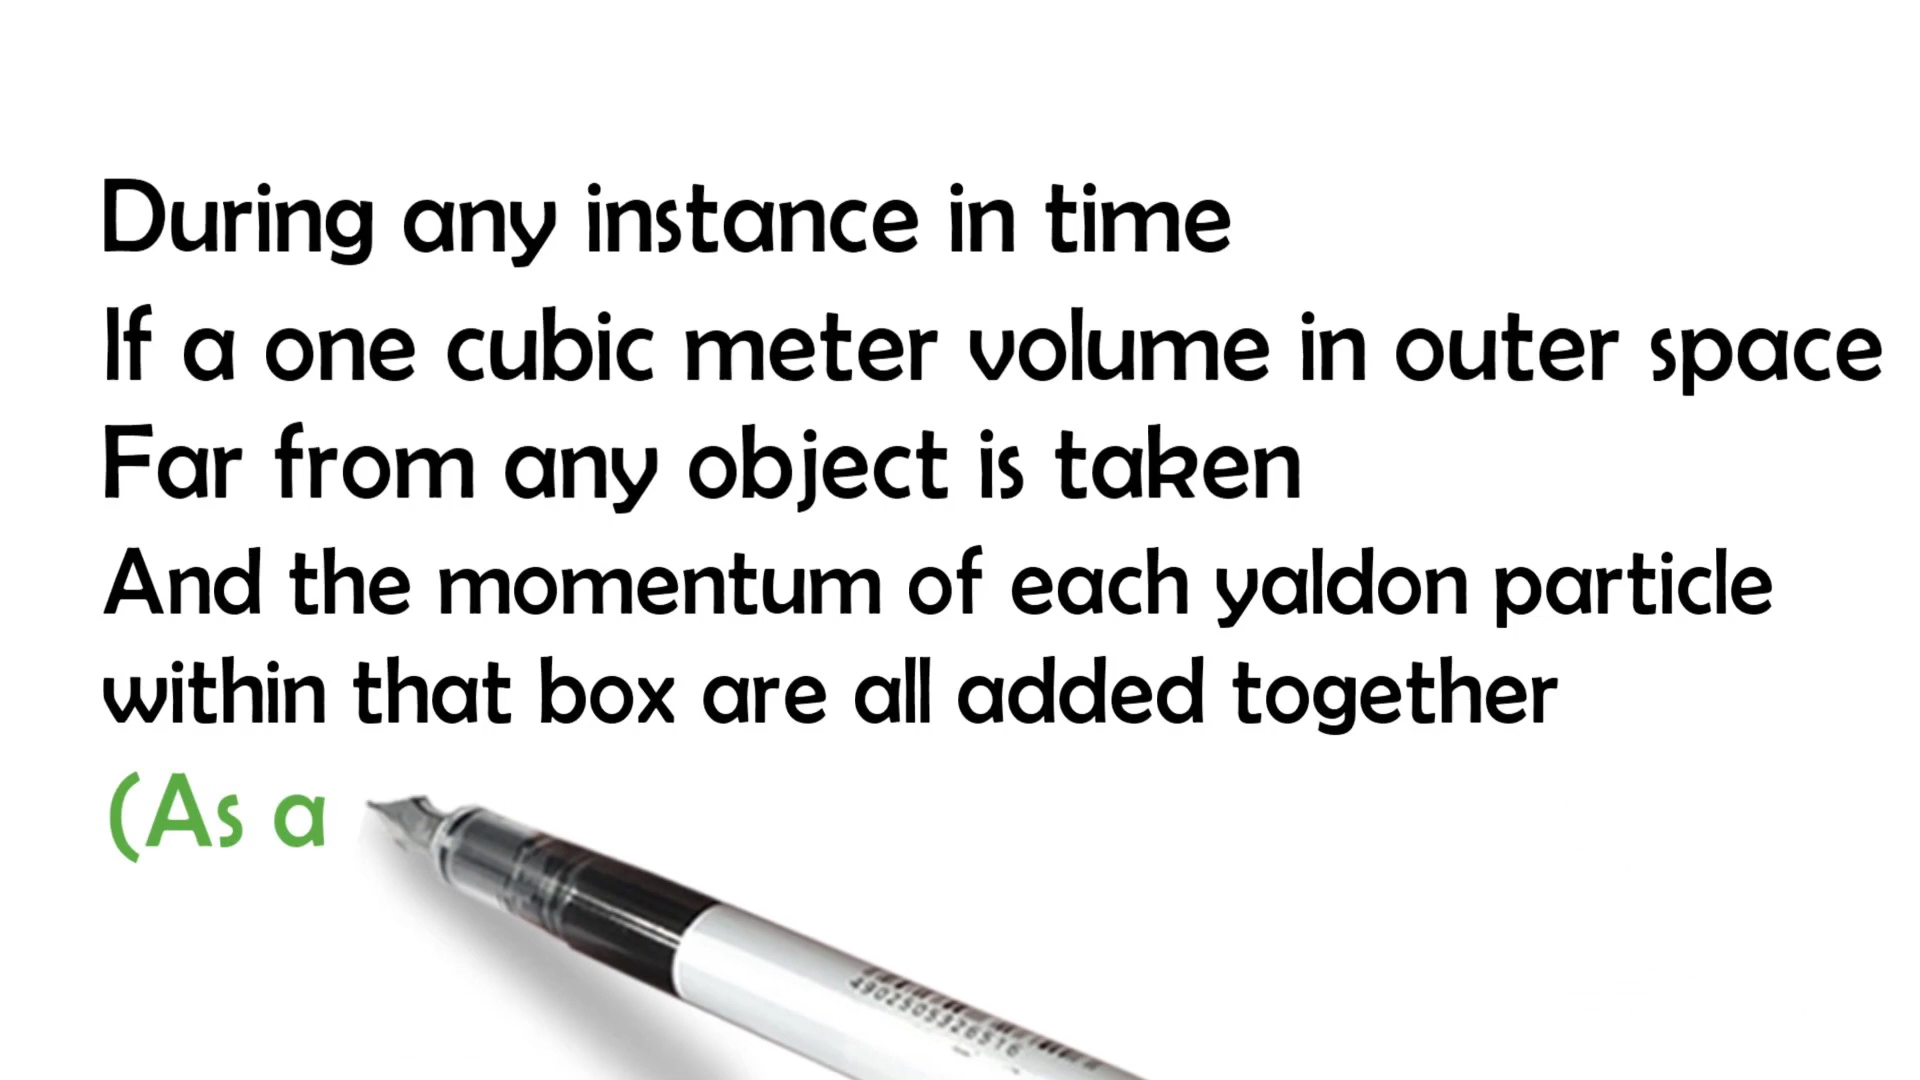 During any instance in time
If a one cubic meter volume in outer space
Far from any object is taken
And the momentum of each yaldon particle
within that box are all added together
(As a
4902505326516